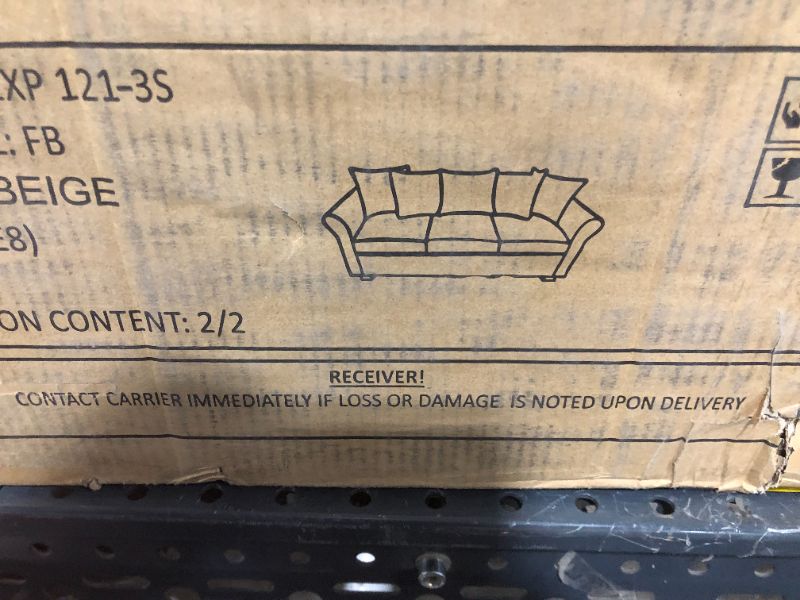 XP 121-3S
: FB
BEIGE
E8)
ON CONTENT: 2/2
RECEIVER!
CONTACT CARRIER IMMEDIATELY IF LOSS OR DAMAGE IS NOTED UPON DELIVERY